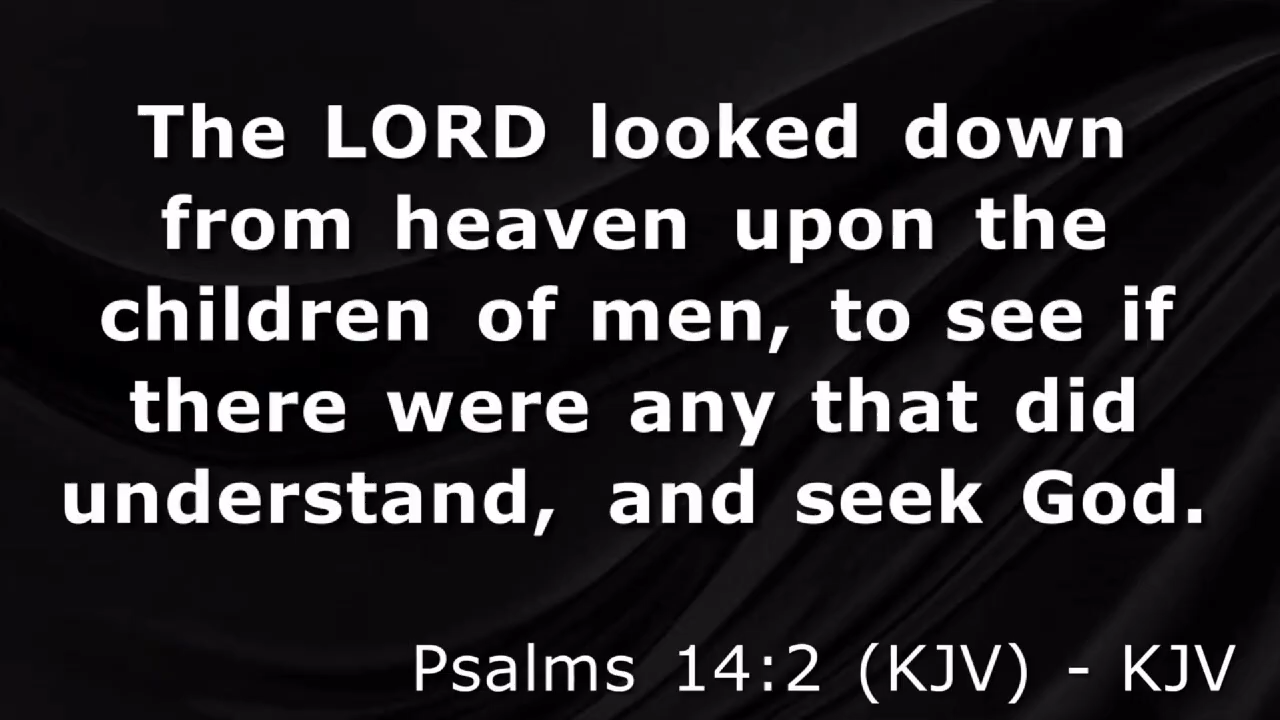 The LORD looked down
from heaven upon the
children of men, to see if
there were any that did
understand, and seek God.
Psalms 14:2 (KJV) - KJV